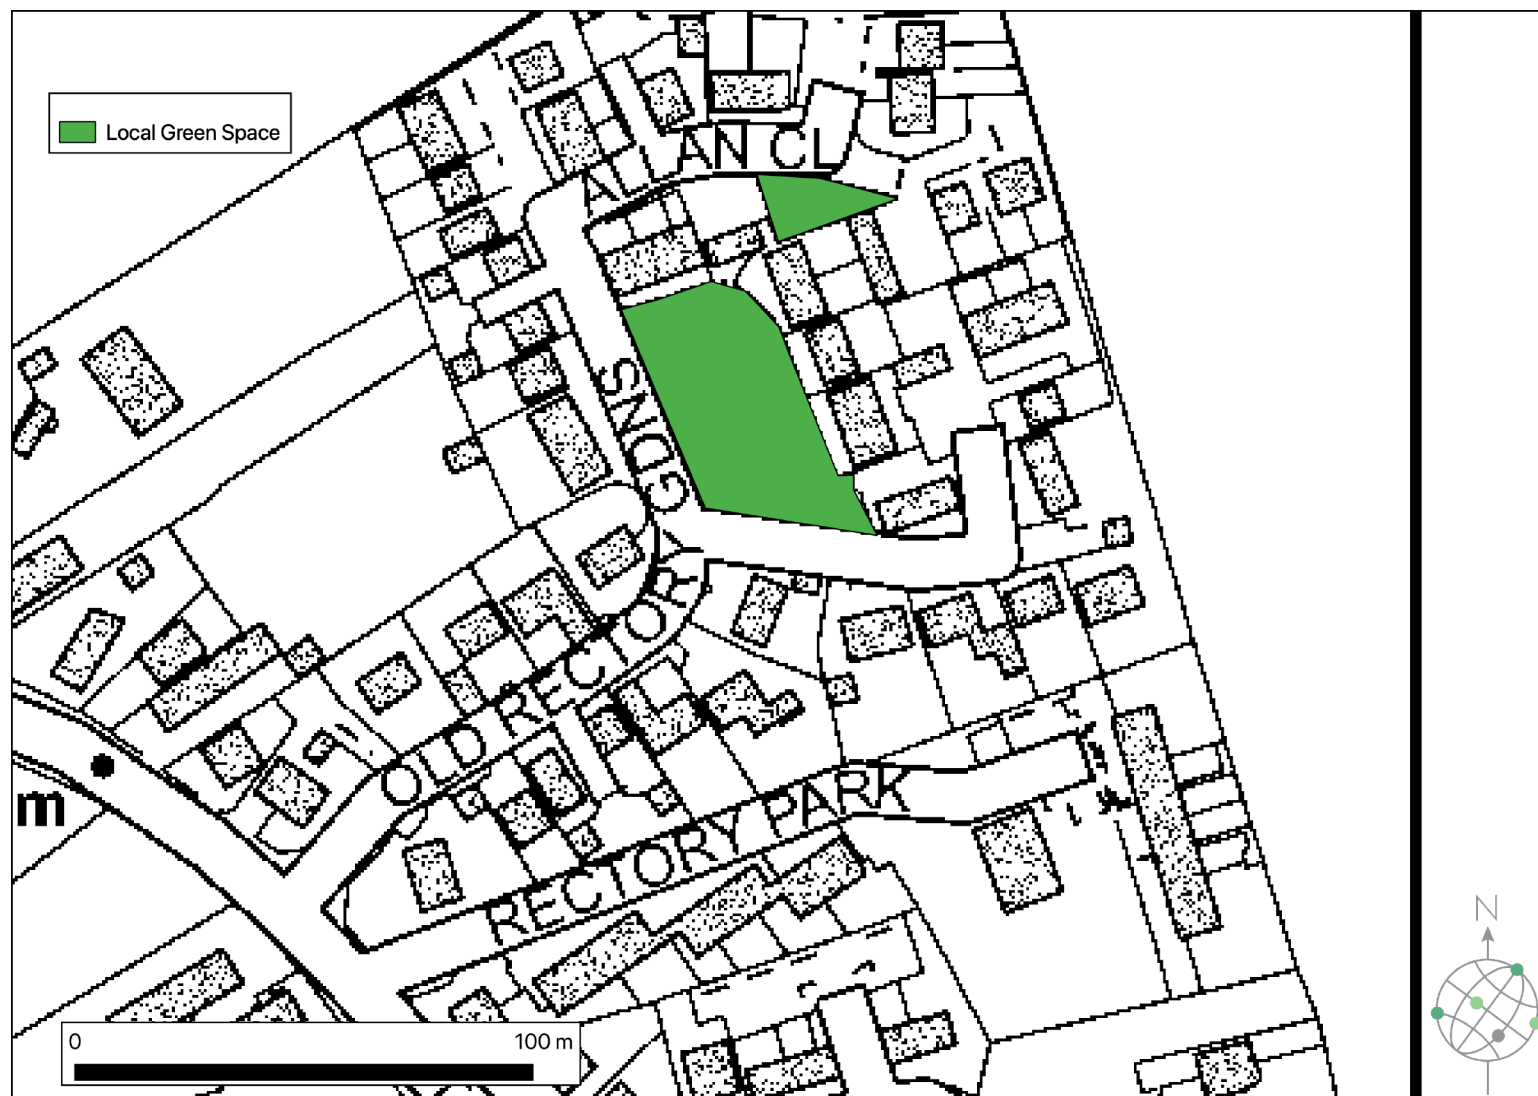 Local Green Space
AN CL
OLD RECTORY GDNS
RECTORY PARK
m
0 100 m
N